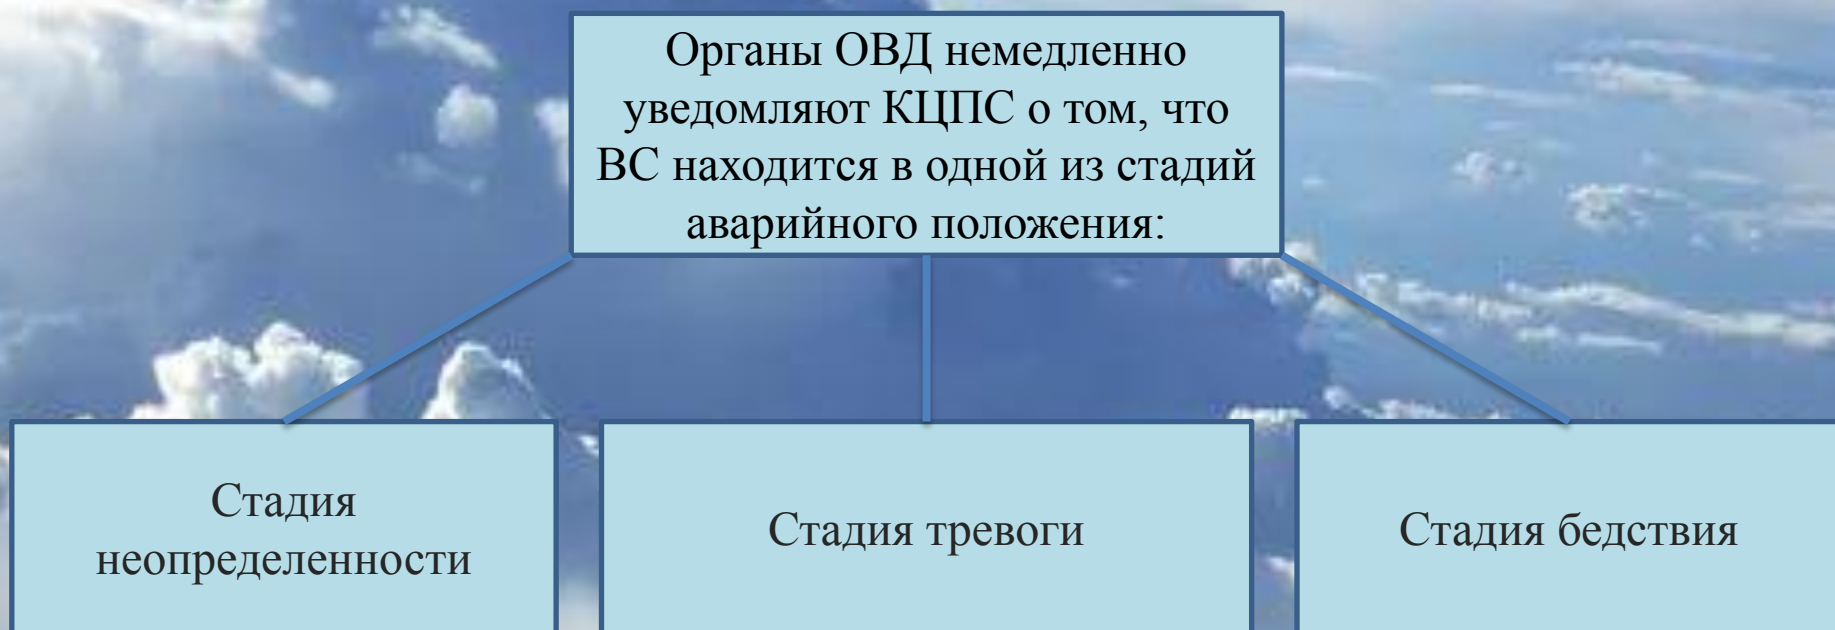 Органы ОВД немедленно
уведомляют КЦПС о том, что
ВС находится в одной из стадий
аварийного положения:
Стадия
неопределенности
Стадия тревоги
Стадия бедствия